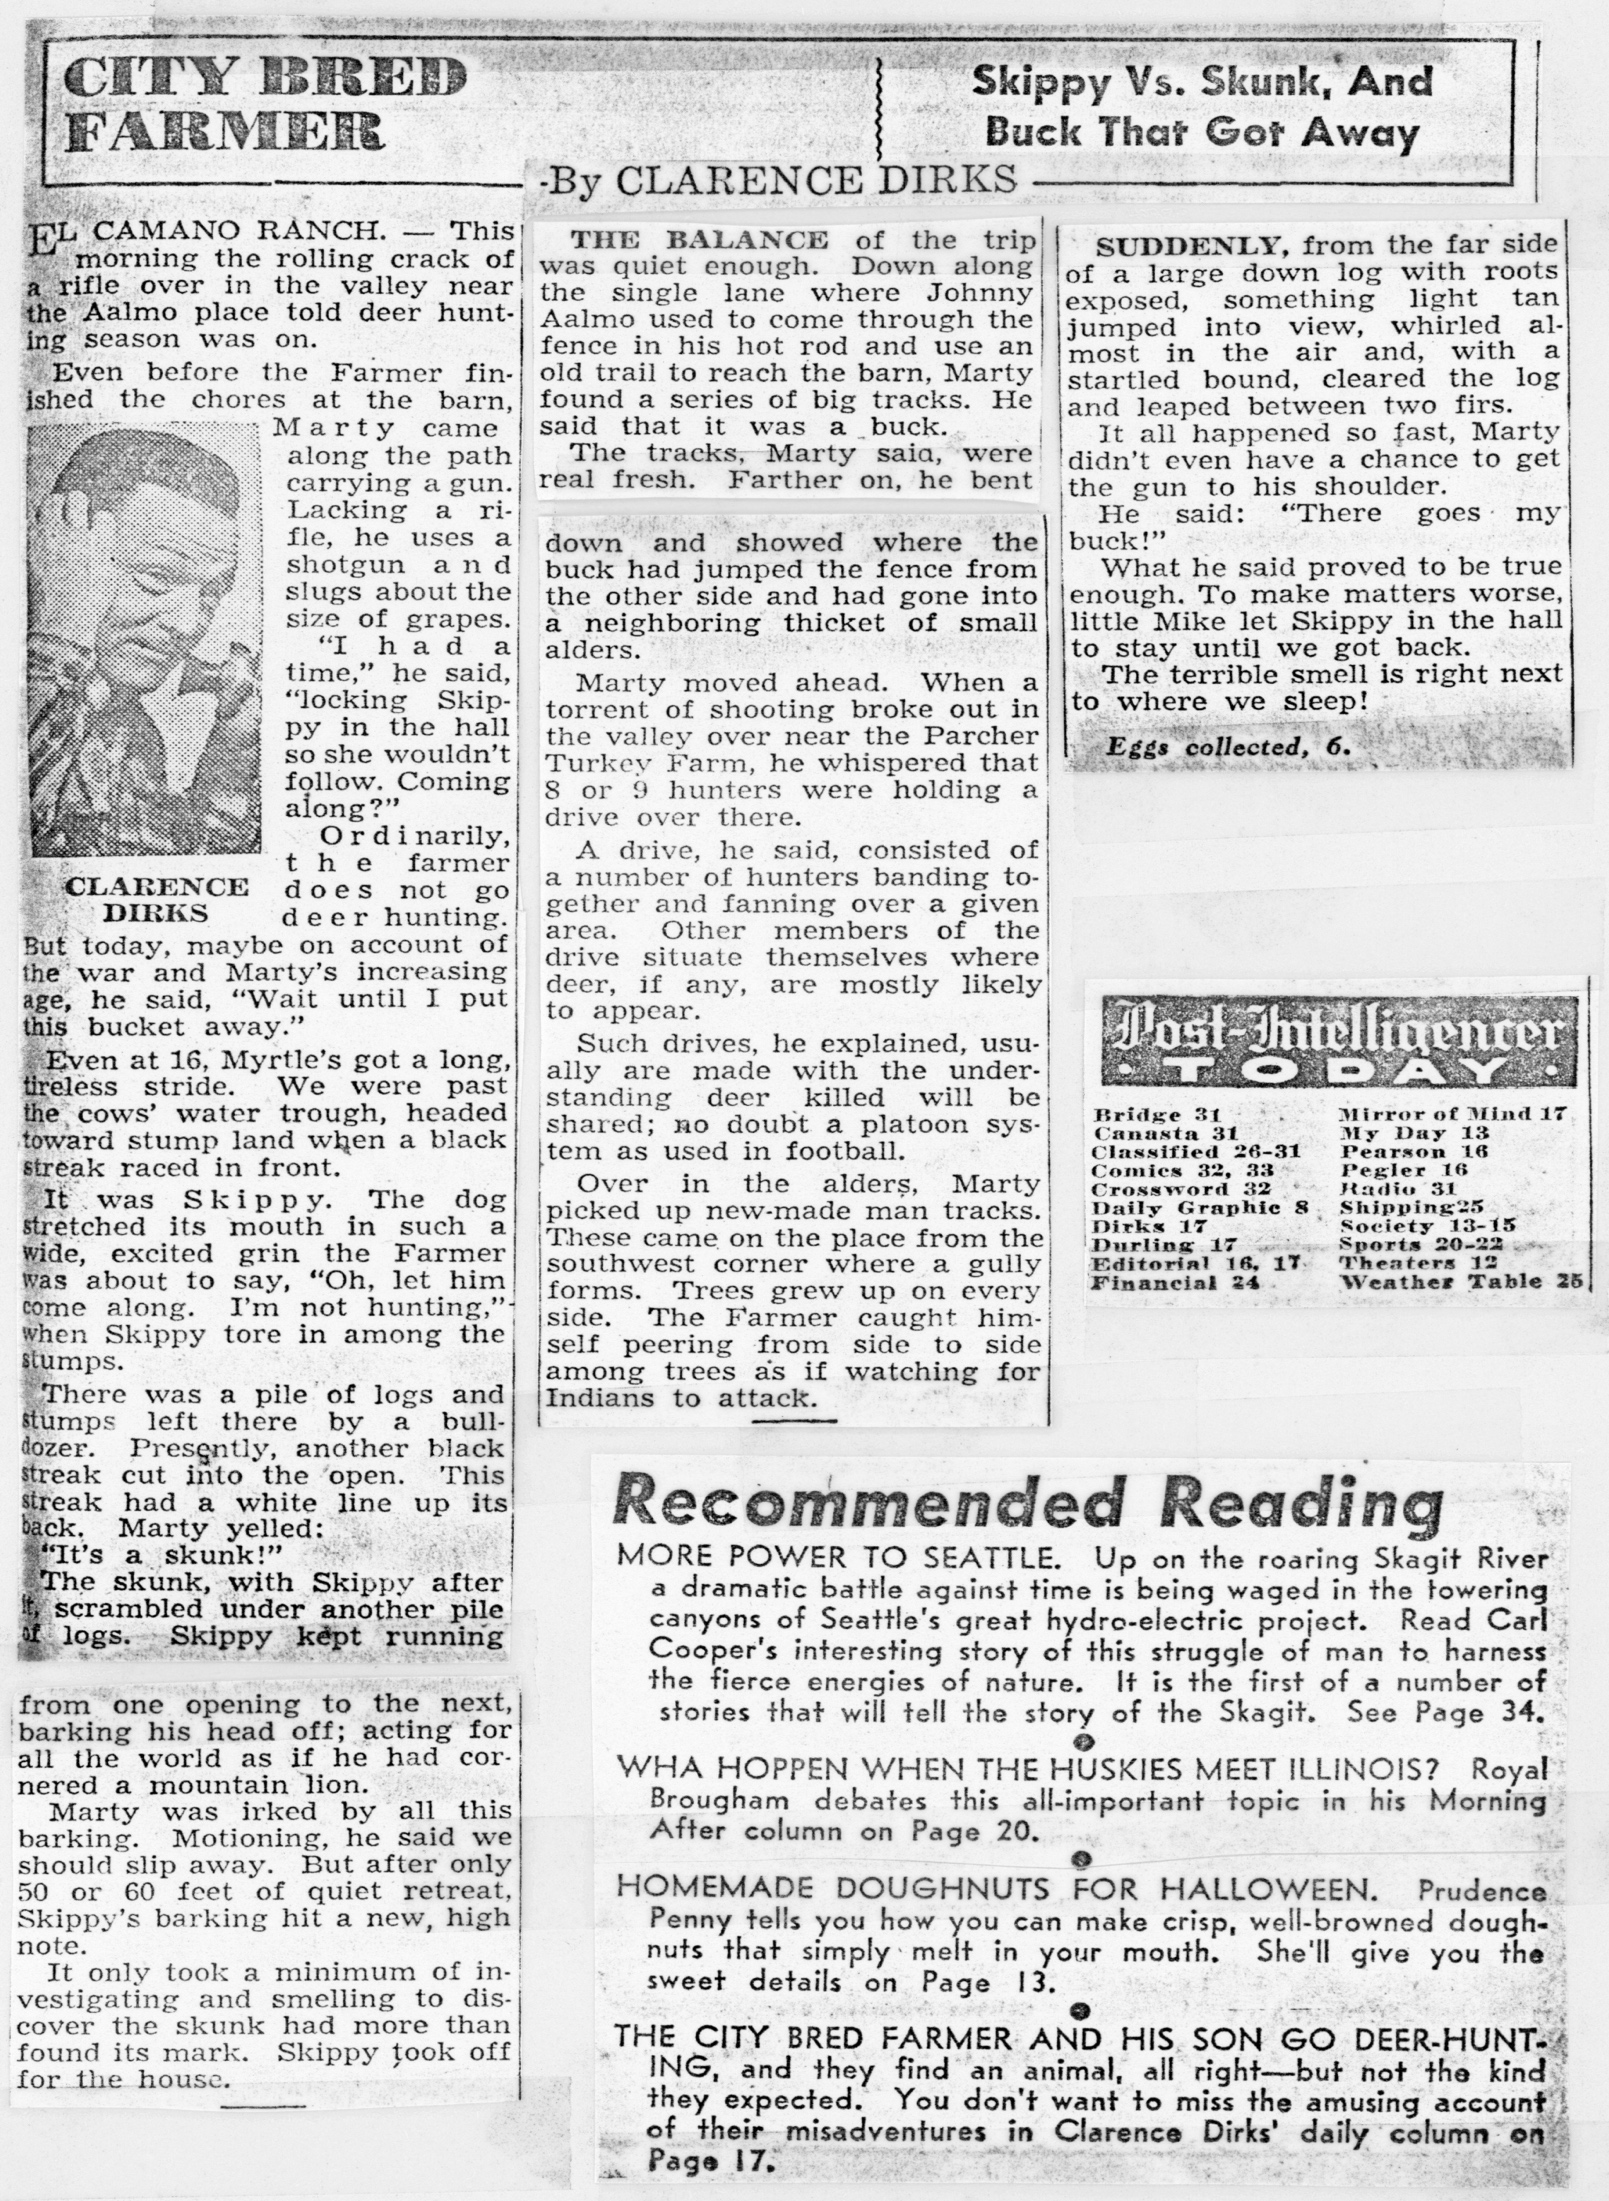 CITY BRED
FARMER
Skippy Vs. Skunk, And
Buck That Got Away
-By CLARENCE DIRKS
EL CAMANO RANCH. — This
morning the rolling crack of
a rifle over in the valley near
the Aalmo place told deer hunt-
ing season was on.
Even before the Farmer fin-
ished the chores at the barn,
Marty came
along the path
carrying a gun.
Lacking a ri-
fle, he uses a
shotgun and
slugs about the
size of grapes.
"I had a
time," he said,
"locking Skip-
py in the hall
so she wouldn't
follow. Coming
along?"
Ordinarily,
the farmer
does not go
deer hunting.
CLARENCE
DIRKS
But today, maybe on account of
the war and Marty's increasing
age, he said, "Wait until I put
this bucket away."
Even at 16, Myrtle's got a long,
tireless stride. We were past
the cows' water trough, headed
toward stump land when a black
streak raced in front.
It was Skippy. The dog
stretched its mouth in such a
wide, excited grin the Farmer
was about to say, "Oh, let him
come along. I'm not hunting,"
when Skippy tore in among the
stumps.
There was a pile of logs and
stumps left there by a bull-
dozer. Presently, another black
streak cut into the open. This
streak had a white line up its
back. Marty yelled:
"It's a skunk!"
The skunk, with Skippy after
it, scrambled under another pile
of logs. Skippy kept running
from one opening to the next,
barking his head off; acting for
all the world as if he had cor-
nered a mountain lion.
Marty was irked by all this
barking. Motioning, he said we
should slip away. But after only
50 or 60 feet of quiet retreat,
Skippy's barking hit a new, high
note.
It only took a minimum of in-
vestigating and smelling to dis-
cover the skunk had more than
found its mark. Skippy took off
for the house.
THE BALANCE of the trip
was quiet enough. Down along
the single lane where Johnny
Aalmo used to come through the
fence in his hot rod and use an
old trail to reach the barn, Marty
found a series of big tracks. He
said that it was a buck.
The tracks, Marty said, were
real fresh. Farther on, he bent
down and showed where the
buck had jumped the fence from
the other side and had gone into
a neighboring thicket of small
alders.
Marty moved ahead. When a
torrent of shooting broke out in
the valley over near the Parcher
Turkey Farm, he whispered that
8 or 9 hunters were holding a
drive over there.
A drive, he said, consisted of
a number of hunters banding to-
gether and fanning over a given
area. Other members of the
drive situate themselves where
deer, if any, are mostly likely
to appear.
Such drives, he explained, usu-
ally are made with the under-
standing deer killed will be
shared; no doubt a platoon sys-
tem as used in football.
Over in the alders, Marty
picked up new-made man tracks.
These came on the place from the
southwest corner where a gully
forms. Trees grew up on every
side. The Farmer caught him-
self peering from side to side
among trees as if watching for
Indians to attack.
SUDDENLY, from the far side
of a large down log with roots
exposed, something light tan
jumped into view, whirled al-
most in the air and, with a
startled bound, cleared the log
and leaped between two firs.
It all happened so fast, Marty
didn't even have a chance to get
the gun to his shoulder.
He said: "There goes my
buck!"
What he said proved to be true
enough. To make matters worse,
little Mike let Skippy in the hall
to stay until we got back.
The terrible smell is right next
to where we sleep!
Eggs collected, 6.
Post-Intelligencer
· TODAY ·
Bridge 31
Canasta 31
Classified 26-31
Comics 32, 33
Crossword 32
Daily Graphic 8
Dirks 17
Durling 17
Editorial 16, 17
Financial 24
Mirror of Mind 17
My Day 13
Pearson 16
Pegler 16
Radio 31
Shipping 25
Society 13-15
Sports 20-22
Theaters 12
Weather Table 25
Recommended Reading
MORE POWER TO SEATTLE. Up on the roaring Skagit River
a dramatic battle against time is being waged in the towering
canyons of Seattle's great hydro-electric project. Read Carl
Cooper's interesting story of this struggle of man to harness
the fierce energies of nature. It is the first of a number of
stories that will tell the story of the Skagit. See Page 34.
WHA HOPPEN WHEN THE HUSKIES MEET ILLINOIS? Royal
Brougham debates this all-important topic in his Morning
After column on Page 20.
HOMEMADE DOUGHNUTS FOR HALLOWEEN. Prudence
Penny tells you how you can make crisp, well-browned dough-
nuts that simply melt in your mouth. She'll give you the
sweet details on Page 13.
THE CITY BRED FARMER AND HIS SON GO DEER-HUNT-
ING, and they find an animal, all right—but not the kind
they expected. You don't want to miss the amusing account
of their misadventures in Clarence Dirks' daily column on
Page 17.